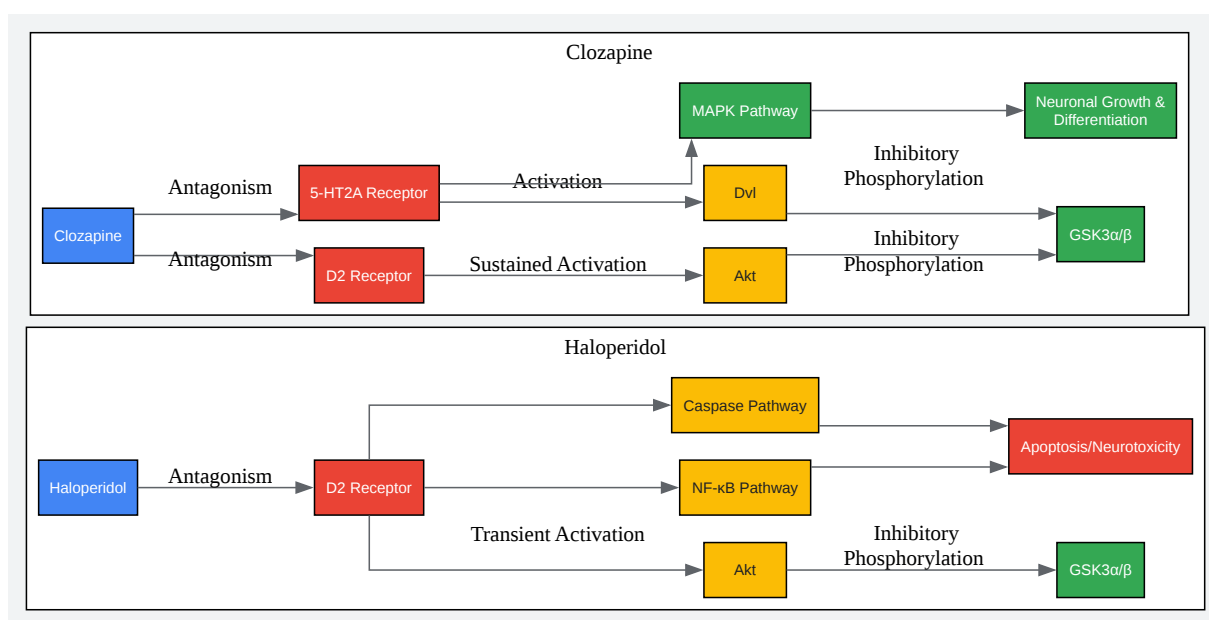 Clozapine
MAPK Pathway
Neuronal Growth &
Differentiation
Inhibitory
Phosphorylation
Antagonism
5-HT2A Receptor
Activation
Dvl
Clozapine
GSK3α/β
Inhibitory
Phosphorylation
Antagonism
D2 Receptor
Sustained Activation
Akt
Haloperidol
Caspase Pathway
Apoptosis/Neurotoxicity
Haloperidol
Antagonism
D2 Receptor
NF-κB Pathway
Transient Activation
Inhibitory
Phosphorylation
Akt
GSK3α/β